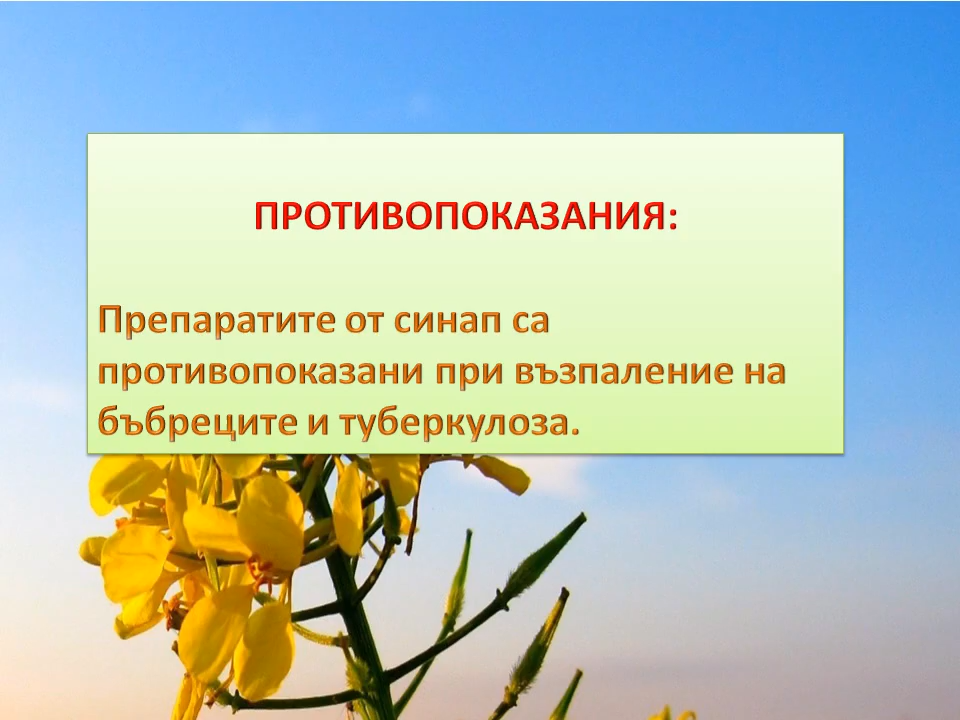 ПРОТИВОПОКАЗАНИЯ:
Препаратите от синап са
противопоказани при възпаление на
бъбреците и туберкулоза.